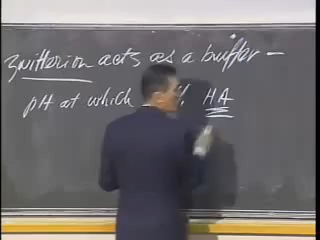 zwitterion acts as a buffer –
pH at which % HA